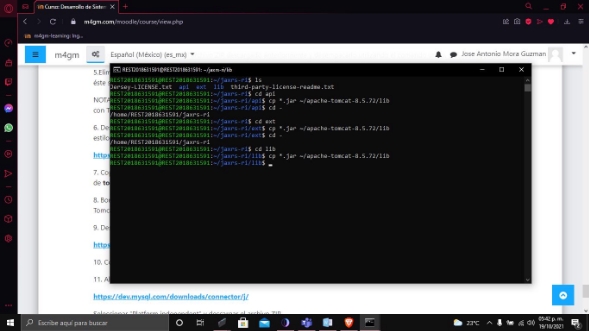 Curso: Desarrollo de Sistem
m4gm.com/moodle/course/view.php
m4gm-learning: Ing...
m4gm
Español (México) (es_mx)
Jose Antonio Mora Guzman
REST2018631591@REST2018631591: ~/jaxrs-ri/lib
REST2018631591@REST2018631591:~/jaxrs-ri$ ls
Jersey-LICENSE.txt api ext lib third-party-license-readme.txt
REST2018631591@REST2018631591:~/jaxrs-ri$ cd api
REST2018631591@REST2018631591:~/jaxrs-ri/api$ cp *.jar ~/apache-tomcat-8.5.72/lib
REST2018631591@REST2018631591:~/jaxrs-ri/api$ cd -
/home/REST2018631591/jaxrs-ri
REST2018631591@REST2018631591:~/jaxrs-ri$ cd ext
REST2018631591@REST2018631591:~/jaxrs-ri/ext$ cp *.jar ~/apache-tomcat-8.5.72/lib
REST2018631591@REST2018631591:~/jaxrs-ri/ext$ cd -
/home/REST2018631591/jaxrs-ri
REST2018631591@REST2018631591:~/jaxrs-ri$ cd lib
REST2018631591@REST2018631591:~/jaxrs-ri/lib$ cp *.jar ~/apache-tomcat-8.5.72/lib
REST2018631591@REST2018631591:~/jaxrs-ri/lib$
5.Elim
éste
NOTA
con T
6. De
estilo
http
7. Co
de to
8. Bo
Tomc
9. De
http
10. C
11. A
https://dev.mysql.com/downloads/connector/j/
Seleccionar "Platform independent" y descargar el archivo ZIP
Escribe aquí para buscar
23°C
05:42 p. m.
19/10/2021